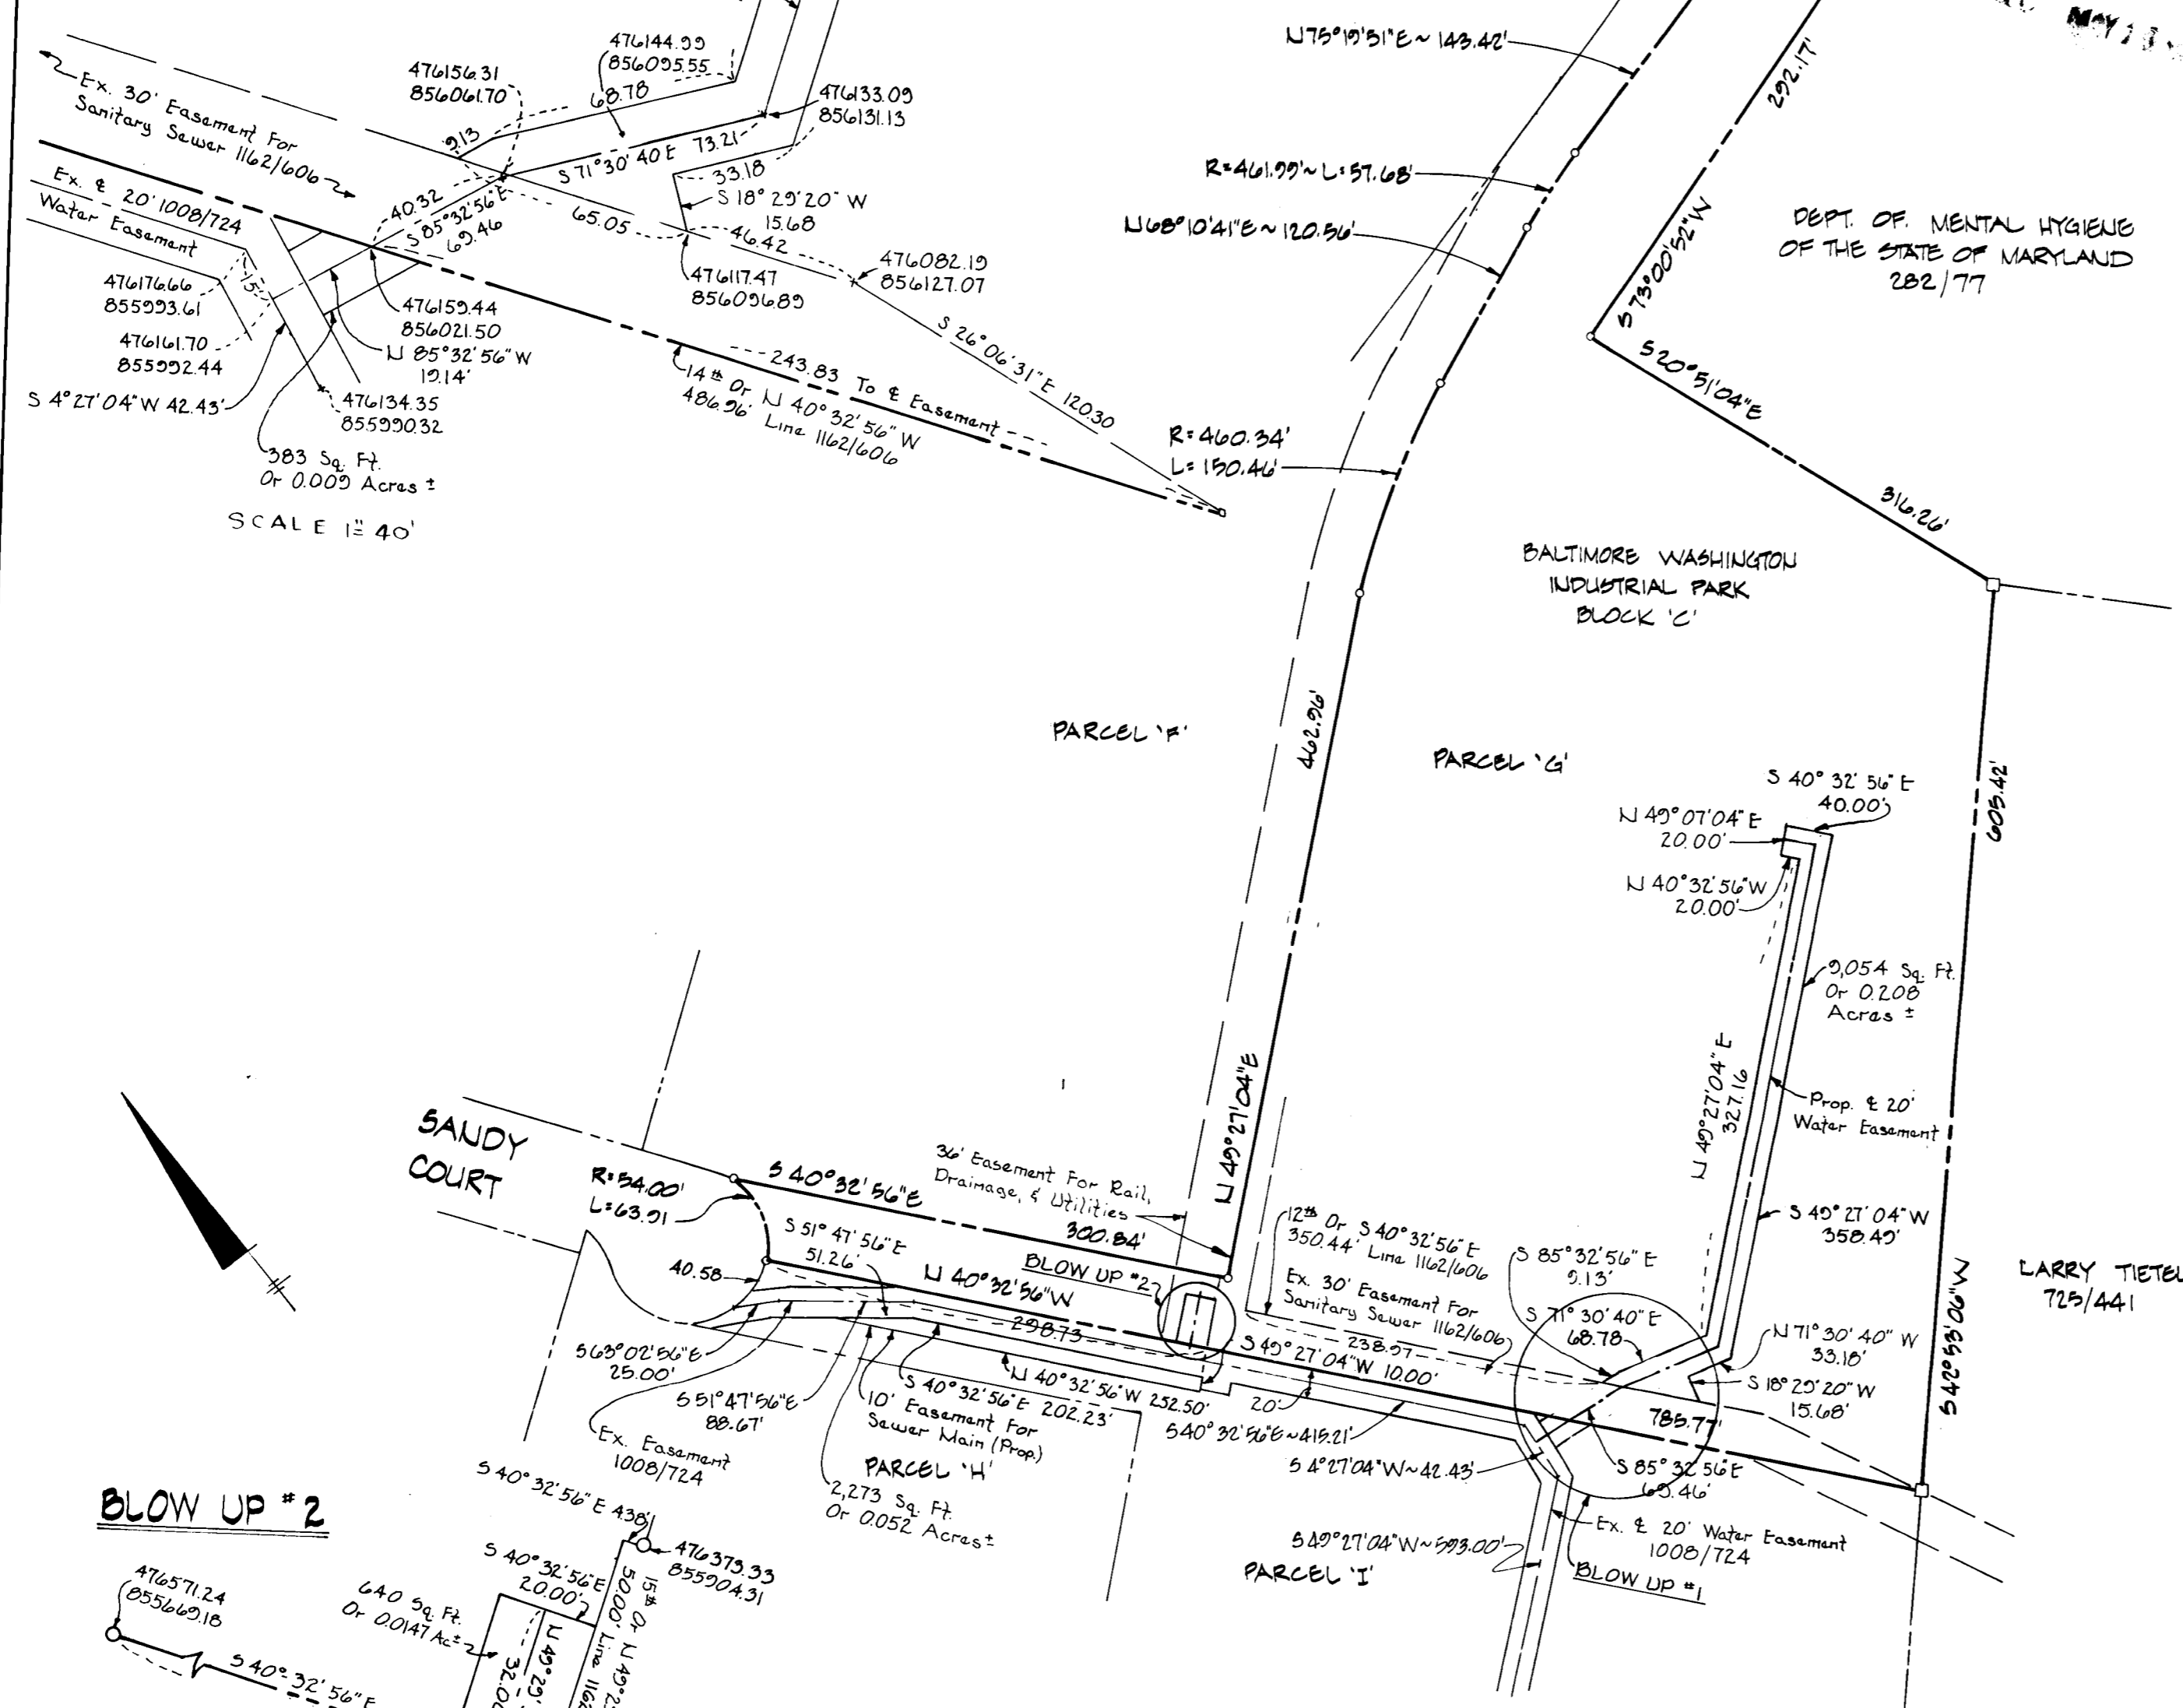 MAY 13
476144.99
856095.55
476156.31
856061.70
68.78
9.13
476133.09
856131.13
Ex. 30' Easement For
Sanitary Sewer 1162/606
S 71°30'40 E 73.21
33.18
S 18°29'20" W
15.68
Ex. ℄ 20' 1008/724
Water Easement
40.32
S 85°32'56" E
69.46
65.05
46.42
476082.19
856127.07
476117.47
856096.89
15
476176.66
855993.61
476161.70
855992.44
476159.44
856021.50
N 85°32'56" W
19.14'
S 4°27'04" W 42.43'
476134.35
855990.32
383 Sq. Ft.
Or 0.009 Acres ±
SCALE 1"=40'
243.83 To ℄ Easement
14th Or N 40°32'56" W
486.96' Line 1162/606
S 26°06'31" E 120.30
N75°19'51"E~143.42'
R=461.99'~L=57.68'
N68°10'41"E~120.56'
R=460.34'
L=150.46'
292.17'
S73°00'52"W
DEPT. OF. MENTAL HYGIENE
OF THE STATE OF MARYLAND
282/77
S20°51'04"E
316.26'
BALTIMORE WASHINGTON
INDUSTRIAL PARK
BLOCK 'C'
462.96'
N 49°27'04"E
PARCEL 'F'
PARCEL 'G'
605.42'
S42°53'06"W
S 40°32'56" E
40.00'
N 49°07'04" E
20.00'
N 40°32'56" W
20.00'
9,054 Sq. Ft.
Or 0.208
Acres ±
N 49°27'04" E
327.16
Prop. ℄ 20'
Water Easement
S 49°27'04" W
358.49'
LARRY TIETEL
725/441
SANDY
COURT
R=54.00'
L=63.91
S 40°32'56"E
300.84'
36' Easement For Rail,
Drainage, & Utilities
S 51°47'56" E
51.26'
40.58
BLOW UP #2
N 40°32'56"W
298.73
12th Or S 40°32'56" E
350.44' Line 1162/606
Ex. 30' Easement For
Sanitary Sewer 1162/606
238.97
S 85°32'56" E
9.13'
S 71°30'40" E
68.78
N 71°30'40" W
33.18'
S 18°29'20" W
15.68'
S 49°27'04" W 10.00'
785.77'
S63°02'56"E
25.00'
S 51°47'56"E
88.67'
Ex. Easement
1008/724
S 40°32'56" E 202.23'
N 40°32'56" W 252.50'
10' Easement For
Sewer Main (Prop.)
20'
S40°32'56"E~415.21'
S 4°27'04" W~42.43'
S 85°32'56 E
69.46'
PARCEL 'H'
2,273 Sq. Ft.
Or 0.052 Acres ±
S49°27'04"W~593.00'
PARCEL 'I'
Ex. ℄ 20' Water Easement
1008/724
BLOW UP #1
BLOW UP #2
S 40°32'56" E 4.38'
476379.33
855904.31
S 40°32'56" E
20.00'
476571.24
855669.18
640 Sq. Ft.
Or 0.0147 Ac ±
S 40°32'56" E
N 49°29'
32.00
50.00' Line 1162
15th Or N 49°2